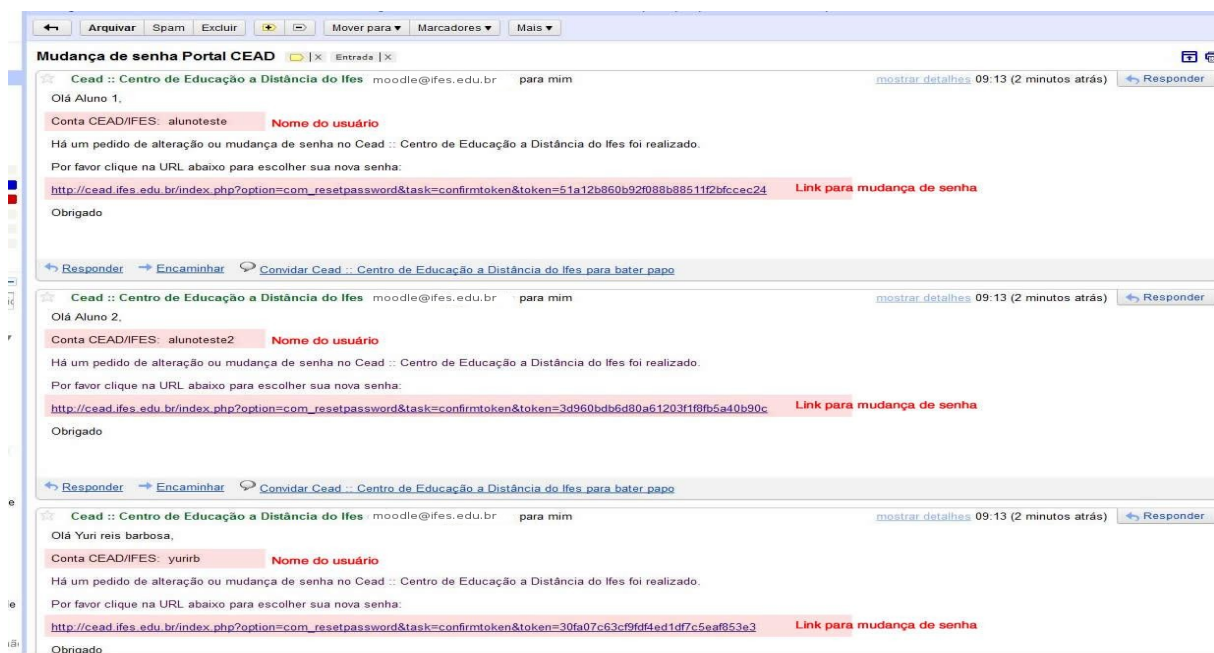 Arquivar Spam Excluir Mover para ▾ Marcadores ▾ Mais ▾
Mudança de senha Portal CEAD | x Entrada | x
Cead :: Centro de Educação a Distância do Ifes moodle@ifes.edu.br para mim mostrar detalhes 09:13 (2 minutos atrás) Responder
Olá Aluno 1,
Conta CEAD/IFES: alunoteste Nome do usuário
Há um pedido de alteração ou mudança de senha no Cead :: Centro de Educação a Distância do Ifes foi realizado.
Por favor clique na URL abaixo para escolher sua nova senha:
http://cead.ifes.edu.br/index.php?option=com_resetpassword&task=confirmtoken&token=51a12b860b92f088b88511f2bfccec24 Link para mudança de senha
Obrigado
Responder Encaminhar Convidar Cead :: Centro de Educação a Distância do Ifes para bater papo
Cead :: Centro de Educação a Distância do Ifes moodle@ifes.edu.br para mim mostrar detalhes 09:13 (2 minutos atrás) Responder
Olá Aluno 2,
Conta CEAD/IFES: alunoteste2 Nome do usuário
Há um pedido de alteração ou mudança de senha no Cead :: Centro de Educação a Distância do Ifes foi realizado.
Por favor clique na URL abaixo para escolher sua nova senha:
http://cead.ifes.edu.br/index.php?option=com_resetpassword&task=confirmtoken&token=3d960bdb6d80a61203f1f8fb5a40b90c Link para mudança de senha
Obrigado
Responder Encaminhar Convidar Cead :: Centro de Educação a Distância do Ifes para bater papo
Cead :: Centro de Educação a Distância do Ifes moodle@ifes.edu.br para mim mostrar detalhes 09:13 (2 minutos atrás) Responder
Olá Yuri reis barbosa,
Conta CEAD/IFES: yurirb Nome do usuário
Há um pedido de alteração ou mudança de senha no Cead :: Centro de Educação a Distância do Ifes foi realizado.
Por favor clique na URL abaixo para escolher sua nova senha:
http://cead.ifes.edu.br/index.php?option=com_resetpassword&task=confirmtoken&token=30fa07c63cf9fdf4ed1df7c5eaf853e3 Link para mudança de senha
Obrigado